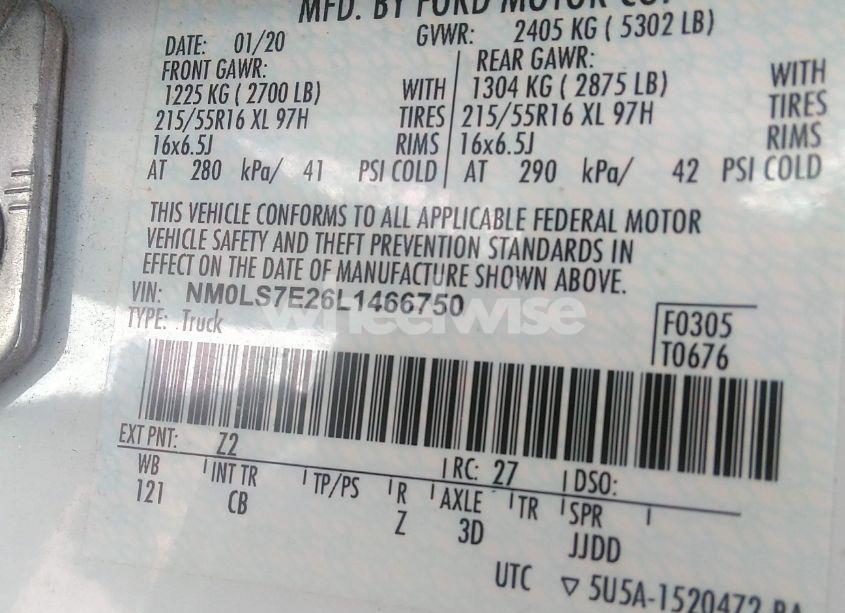 MFD. BY FORD MOTOR CO.
DATE: 01/20 GVWR: 2405 KG ( 5302 LB)
FRONT GAWR: REAR GAWR:
1225 KG ( 2700 LB) WITH 1304 KG ( 2875 LB) WITH
215/55R16 XL 97H TIRES 215/55R16 XL 97H TIRES
16x6.5J RIMS 16x6.5J RIMS
AT 280 kPa/ 41 PSI COLD AT 290 kPa/ 42 PSI COLD
THIS VEHICLE CONFORMS TO ALL APPLICABLE FEDERAL MOTOR
VEHICLE SAFETY AND THEFT PREVENTION STANDARDS IN
EFFECT ON THE DATE OF MANUFACTURE SHOWN ABOVE.
VIN: NM0LS7E26L1466750
TYPE: Truck
wheelwise
F0305
T0676
EXT PNT: Z2 RC: 27 DSO:
WB INT TR TP/PS R AXLE TR SPR
121 CB Z 3D JJDD
UTC 5U5A-1520472